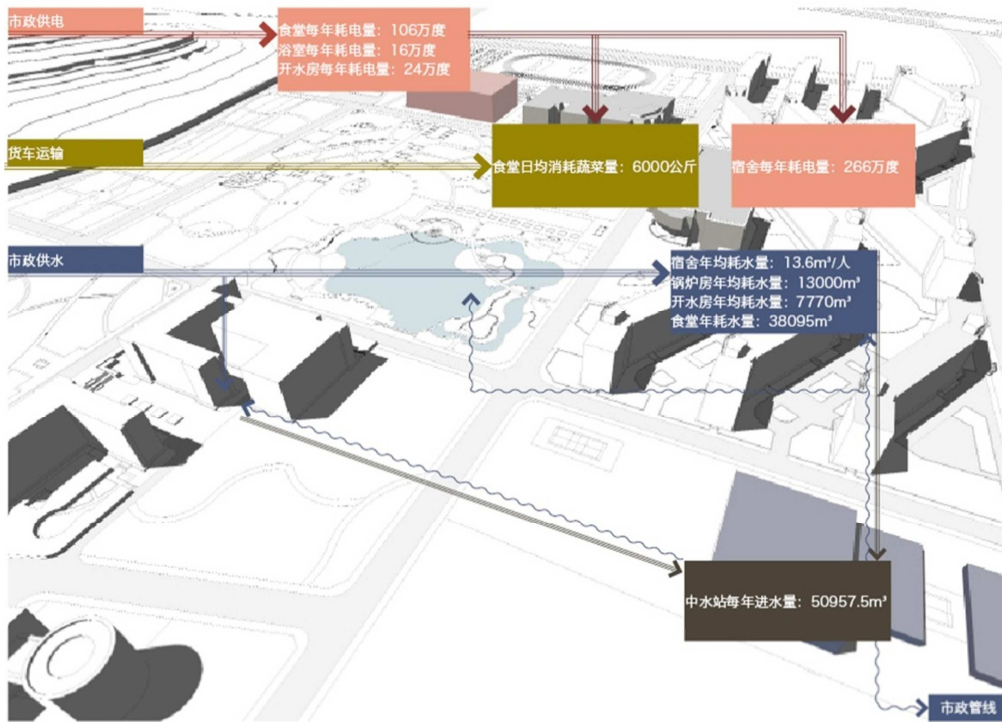 市政供电
食堂每年耗电量：106万度
浴室每年耗电量：16万度
开水房每年耗电量：24万度
货车运输
食堂日均消耗蔬菜量：6000公斤
宿舍每年耗电量：266万度
市政供水
宿舍年均耗水量：13.6m³/人
锅炉房年均耗水量：13000m³
开水房年均耗水量：7770m³
食堂年耗水量：38095m³
中水站每年进水量：50957.5m³
市政管线